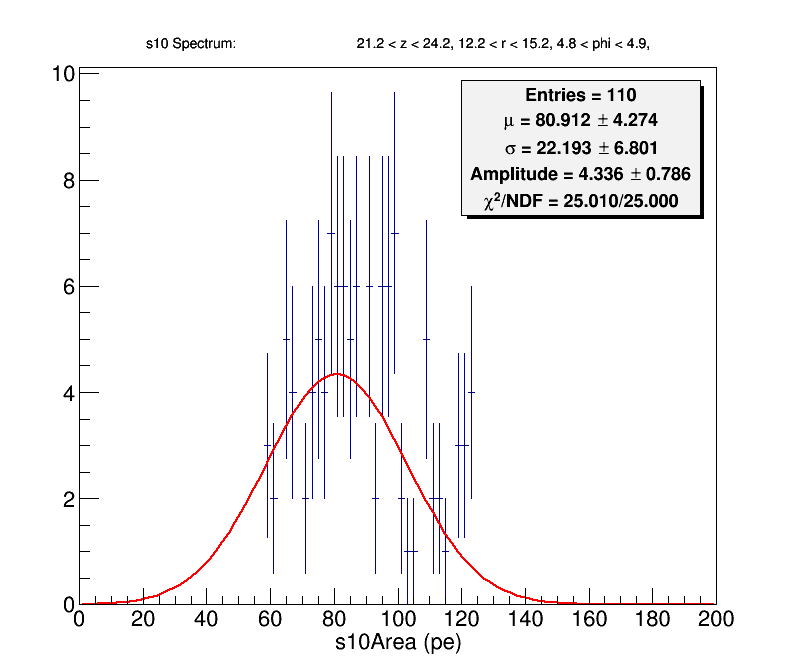 s10 Spectrum: 21.2 < z < 24.2, 12.2 < r < 15.2, 4.8 < phi < 4.9,
Entries = 110
μ = 80.912 ± 4.274
σ = 22.193 ± 6.801
Amplitude = 4.336 ± 0.786
χ²/NDF = 25.010/25.000
10
8
6
4
2
0
0 20 40 60 80 100 120 140 160 180 200
s10Area (pe)